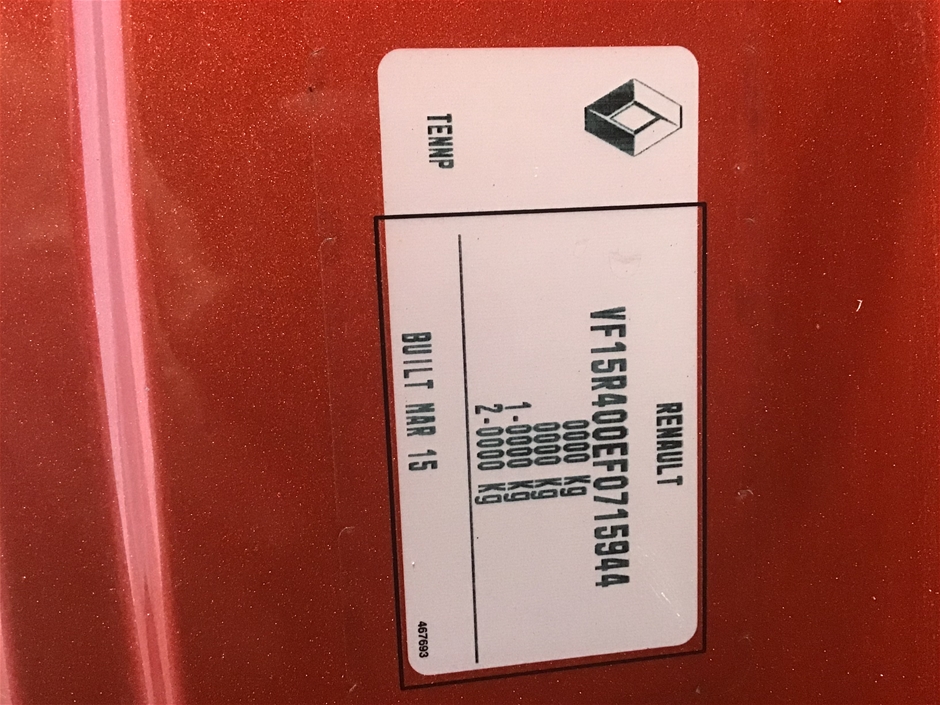 RENAULT
VF15R400EF0715944
0000 Kg
0000 Kg
1-0000 Kg
2-0000 Kg
BUILT MAR 15
TENNP
467693